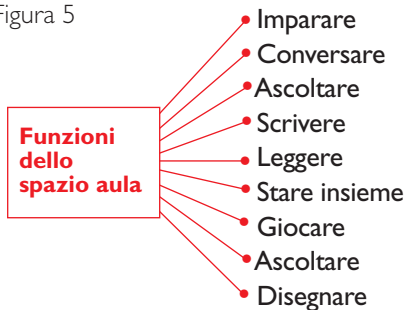 Figura 5
Imparare
Conversare
Ascoltare
Scrivere
Leggere
Stare insieme
Giocare
Ascoltare
Disegnare
Funzioni
dello
spazio aula